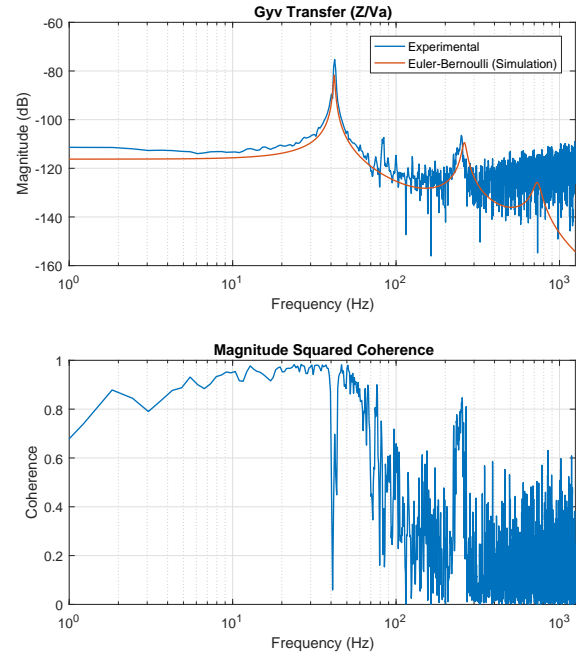 Gyv Transfer (Z/Va)
-60
-80
-100
-120
-140
-160
Magnitude (dB)
Experimental
Euler-Bernoulli (Simulation)
10^0
10^1
10^2
10^3
Frequency (Hz)
Magnitude Squared Coherence
1
0.8
0.6
0.4
0.2
0
Coherence
10^0
10^1
10^2
10^3
Frequency (Hz)